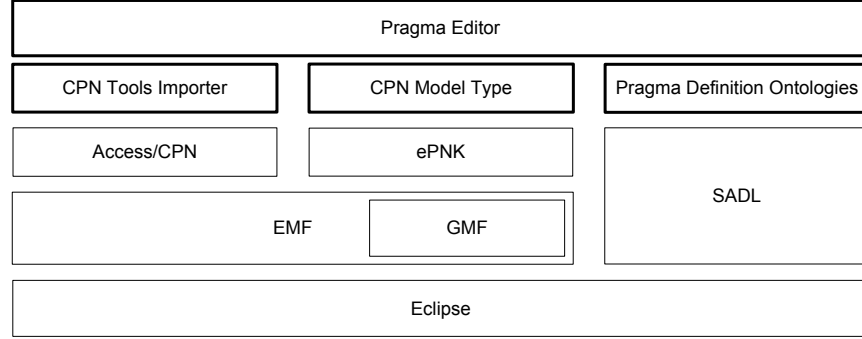 Pragma Editor
CPN Tools Importer
CPN Model Type
Pragma Definition Ontologies
Access/CPN
ePNK
SADL
EMF
GMF
Eclipse